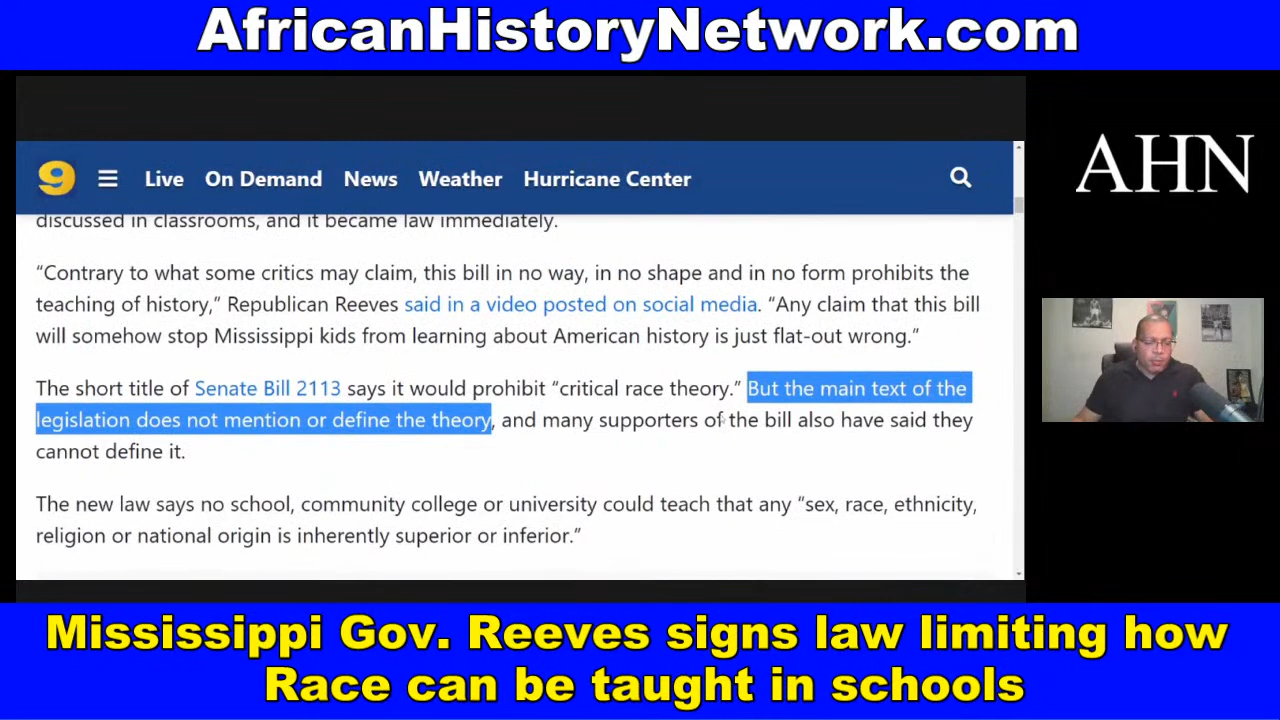 AfricanHistoryNetwork.com
AHN
9 Live On Demand News Weather Hurricane Center
discussed in classrooms, and it became law immediately.
“Contrary to what some critics may claim, this bill in no way, in no shape and in no form prohibits the
teaching of history,” Republican Reeves said in a video posted on social media. “Any claim that this bill
will somehow stop Mississippi kids from learning about American history is just flat-out wrong.”
The short title of Senate Bill 2113 says it would prohibit “critical race theory.” But the main text of the
legislation does not mention or define the theory, and many supporters of the bill also have said they
cannot define it.
The new law says no school, community college or university could teach that any “sex, race, ethnicity,
religion or national origin is inherently superior or inferior.”
Mississippi Gov. Reeves signs law limiting how
Race can be taught in schools